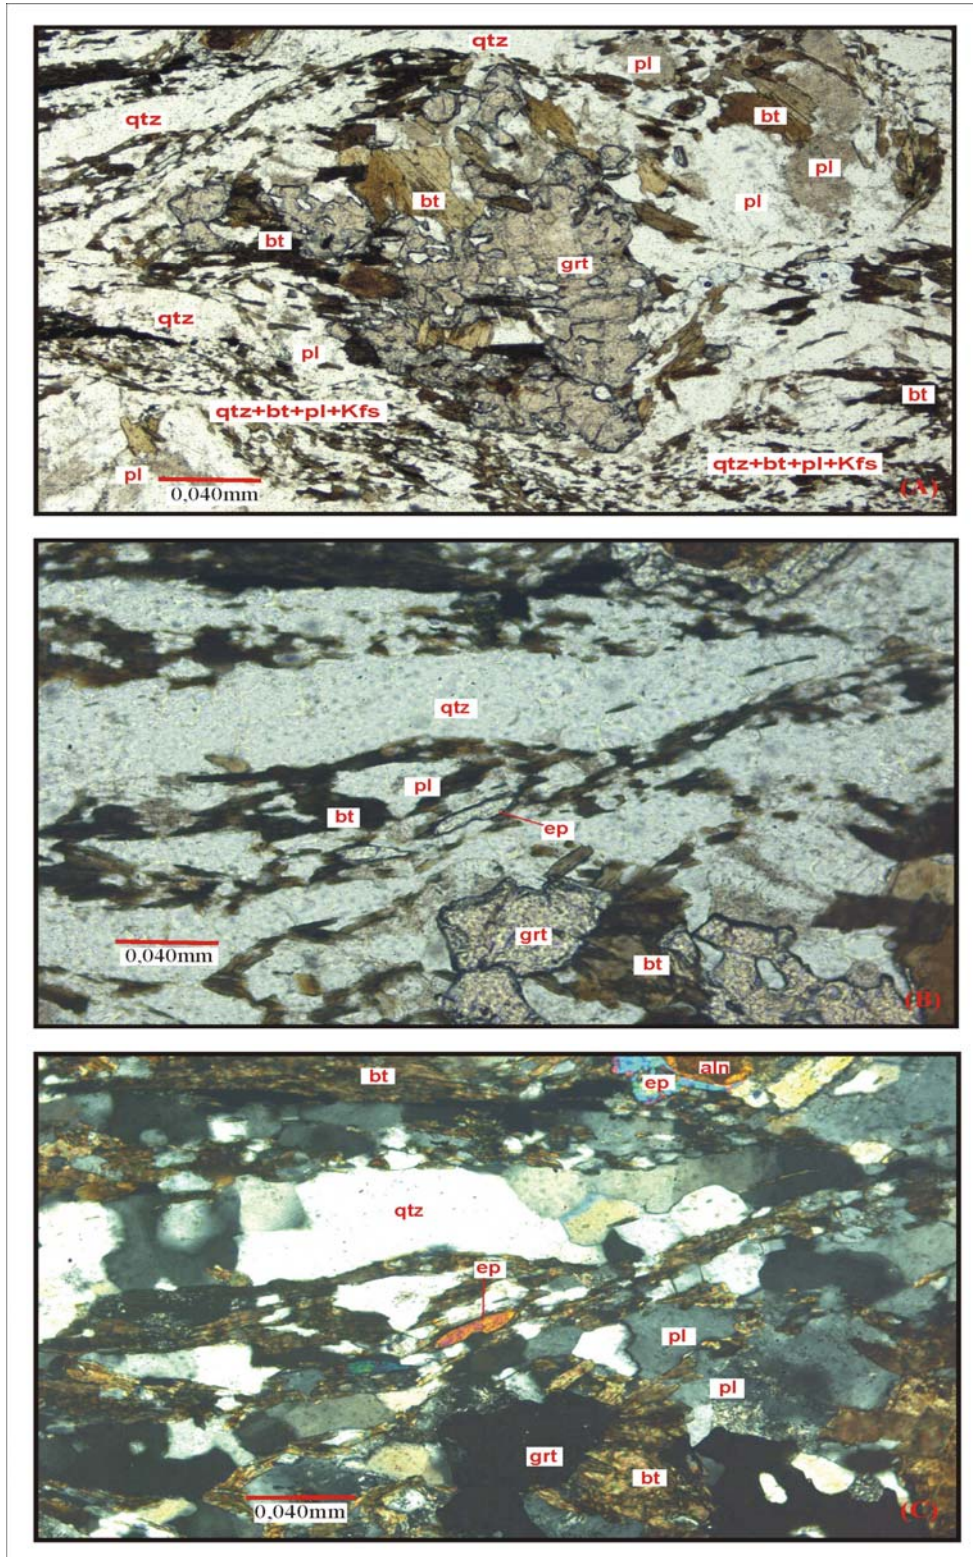 qtz
pl
qtz
bt
pl
bt
pl
bt
grt
qtz
pl
bt
qtz+bt+pl+Kfs
qtz+bt+pl+Kfs
pl
0,040mm
(A)
qtz
pl
bt
ep
grt
bt
0,040mm
(B)
bt
aln
ep
qtz
ep
pl
pl
grt
bt
0,040mm
(C)